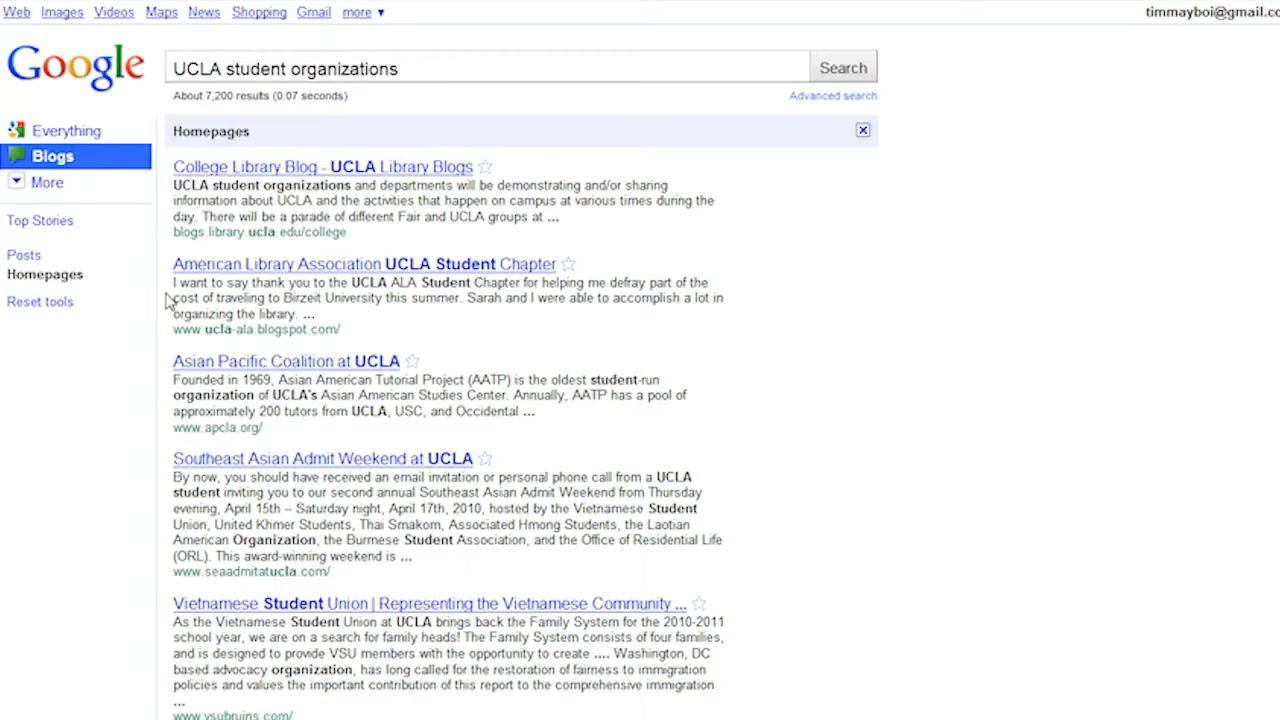 Web Images Videos Maps News Shopping Gmail more ▼
timmayboi@gmail.co
Google
UCLA student organizations
Search
About 7,200 results (0.07 seconds)
Advanced search
Everything
Blogs
More
Top Stories
Posts
Homepages
Reset tools
Homepages
College Library Blog - UCLA Library Blogs
UCLA student organizations and departments will be demonstrating and/or sharing
information about UCLA and the activities that happen on campus at various times during the
day. There will be a parade of different Fair and UCLA groups at ...
blogs.library.ucla.edu/college
American Library Association UCLA Student Chapter
I want to say thank you to the UCLA ALA Student Chapter for helping me defray part of the
cost of traveling to Birzeit University this summer. Sarah and I were able to accomplish a lot in
organizing the library. ...
www.ucla-ala.blogspot.com/
Asian Pacific Coalition at UCLA
Founded in 1969, Asian American Tutorial Project (AATP) is the oldest student-run
organization of UCLA's Asian American Studies Center. Annually, AATP has a pool of
approximately 200 tutors from UCLA, USC, and Occidental ...
www.apcla.org/
Southeast Asian Admit Weekend at UCLA
By now, you should have received an email invitation or personal phone call from a UCLA
student inviting you to our second annual Southeast Asian Admit Weekend from Thursday
evening, April 15th – Saturday night, April 17th, 2010, hosted by the Vietnamese Student
Union, United Khmer Students, Thai Smakom, Associated Hmong Students, the Laotian
American Organization, the Burmese Student Association, and the Office of Residential Life
(ORL). This award-winning weekend is ...
www.seaadmitatucla.com/
Vietnamese Student Union | Representing the Vietnamese Community ...
As the Vietnamese Student Union at UCLA brings back the Family System for the 2010-2011
school year, we are on a search for family heads! The Family System consists of four families,
and is designed to provide VSU members with the opportunity to create .... Washington, DC
based advocacy organization, has long called for the restoration of fairness to immigration
policies and values the important contribution of this report to the comprehensive immigration
...
www.vsubruins.com/